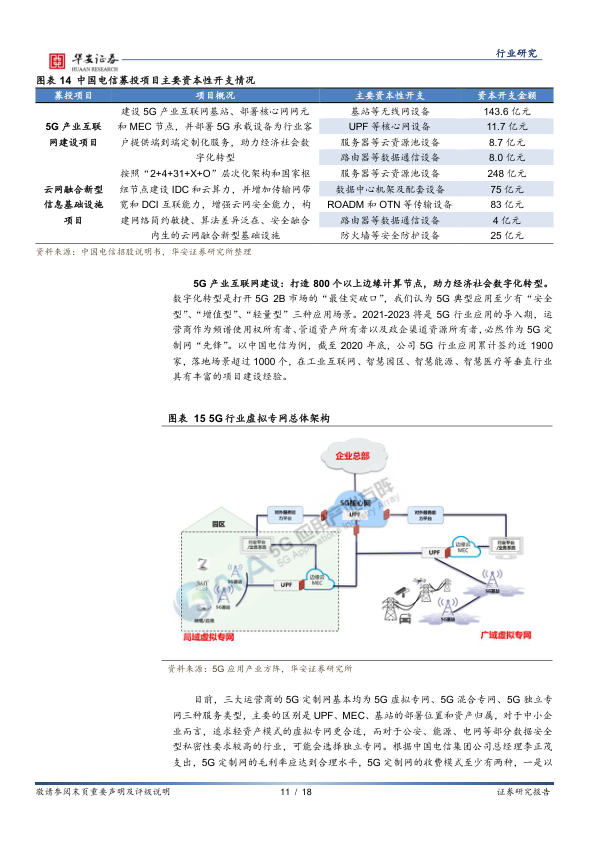 华安证券
HUAAN RESEARCH
行业研究
图表 14 中国电信募投项目主要资本性开支情况
募投项目 项目概况 主要资本性开支 资本开支金额
建设 5G 产业互联网基站、部署核心网网元 基站等无线网设备 143.6 亿元
5G 产业互联 和 MEC 节点，并部署 5G 承载设备为行业客 UPF 等核心网设备 11.7 亿元
网建设项目 户提供端到端定制化服务，助力经济社会数 服务器等云资源池设备 8.7 亿元
字化转型 路由器等数据通信设备 8.0 亿元
按照“2+4+31+X+O”层次化架构和国家枢 服务器等云资源池设备 248 亿元
云网融合新型 纽节点建设 IDC 和云算力，并增加传输网带 数据中心机架及配套设备 75 亿元
信息基础设施 宽和 DCI 互联能力，增强云网安全能力，构 ROADM 和 OTN 等传输设备 83 亿元
项目 建网络简约敏捷、算法差异泛在、安全融合 路由器等数据通信设备 4 亿元
内生的云网融合新型基础设施 防火墙等安全防护设备 25 亿元
资料来源：中国电信招股说明书，华安证券研究所整理
5G 产业互联网建设：打造 800 个以上边缘计算节点，助力经济社会数字化转型。
数字化转型是打开 5G 2B 市场的“最佳突破口”，我们认为 5G 典型应用至少有“安全
型”、“增值型”、“轻量型”三种应用场景。2021-2023 将是 5G 行业应用的导入期，运
营商作为频谱使用权所有者、管道资产所有者以及政企渠道资源所有者，必然作为 5G 定
制网“先锋”。以中国电信为例，截至 2020 年底，公司 5G 行业应用累计签约近 1900
家，落地场景超过 1000 个，在工业互联网、智慧园区、智慧能源、智慧医疗等垂直行业
具有丰富的项目建设经验。
图表 15 5G 行业虚拟专网总体架构
企业总部
5G核心网
UPF
对外服务能
力平台
对外服务能
力平台
园区
行业平台
/业务系统
边缘云
MEC
UPF
5G基站
5G基站
终端/应用
局域虚拟专网
UPF
边缘云
MEC
行业平台
/业务系统
5G基站
5G基站
广域虚拟专网
5G 应用产业方阵
5G Applications Industry Array
资料来源：5G 应用产业方阵，华安证券研究所
目前，三大运营商的 5G 定制网基本均为 5G 虚拟专网、5G 混合专网、5G 独立专
网三种服务类型，主要的区别是 UPF、MEC、基站的部署位置和资产归属，对于中小企
业而言，追求轻资产模式的虚拟专网更合适，而对于公安、能源、电网等部分数据安全
型私密性要求较高的行业，可能会选择独立专网。根据中国电信集团公司总经理李正茂
支出，5G 定制网的毛利率应达到合理水平，5G 定制网的收费模式至少有两种，一是以
敬请参阅末页重要声明及评级说明 11 / 18 证券研究报告